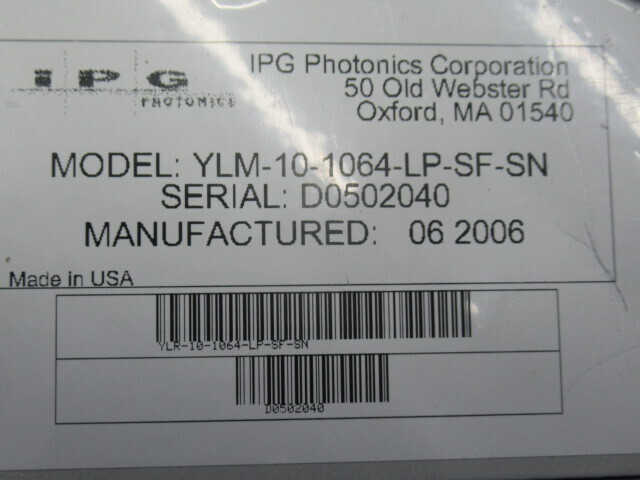 IPG
PHOTONICS
IPG Photonics Corporation
50 Old Webster Rd
Oxford, MA 01540
MODEL: YLM-10-1064-LP-SF-SN
SERIAL: D0502040
MANUFACTURED: 06 2006
Made in USA
YLR-10-1064-LP-SF-SN
D0502040